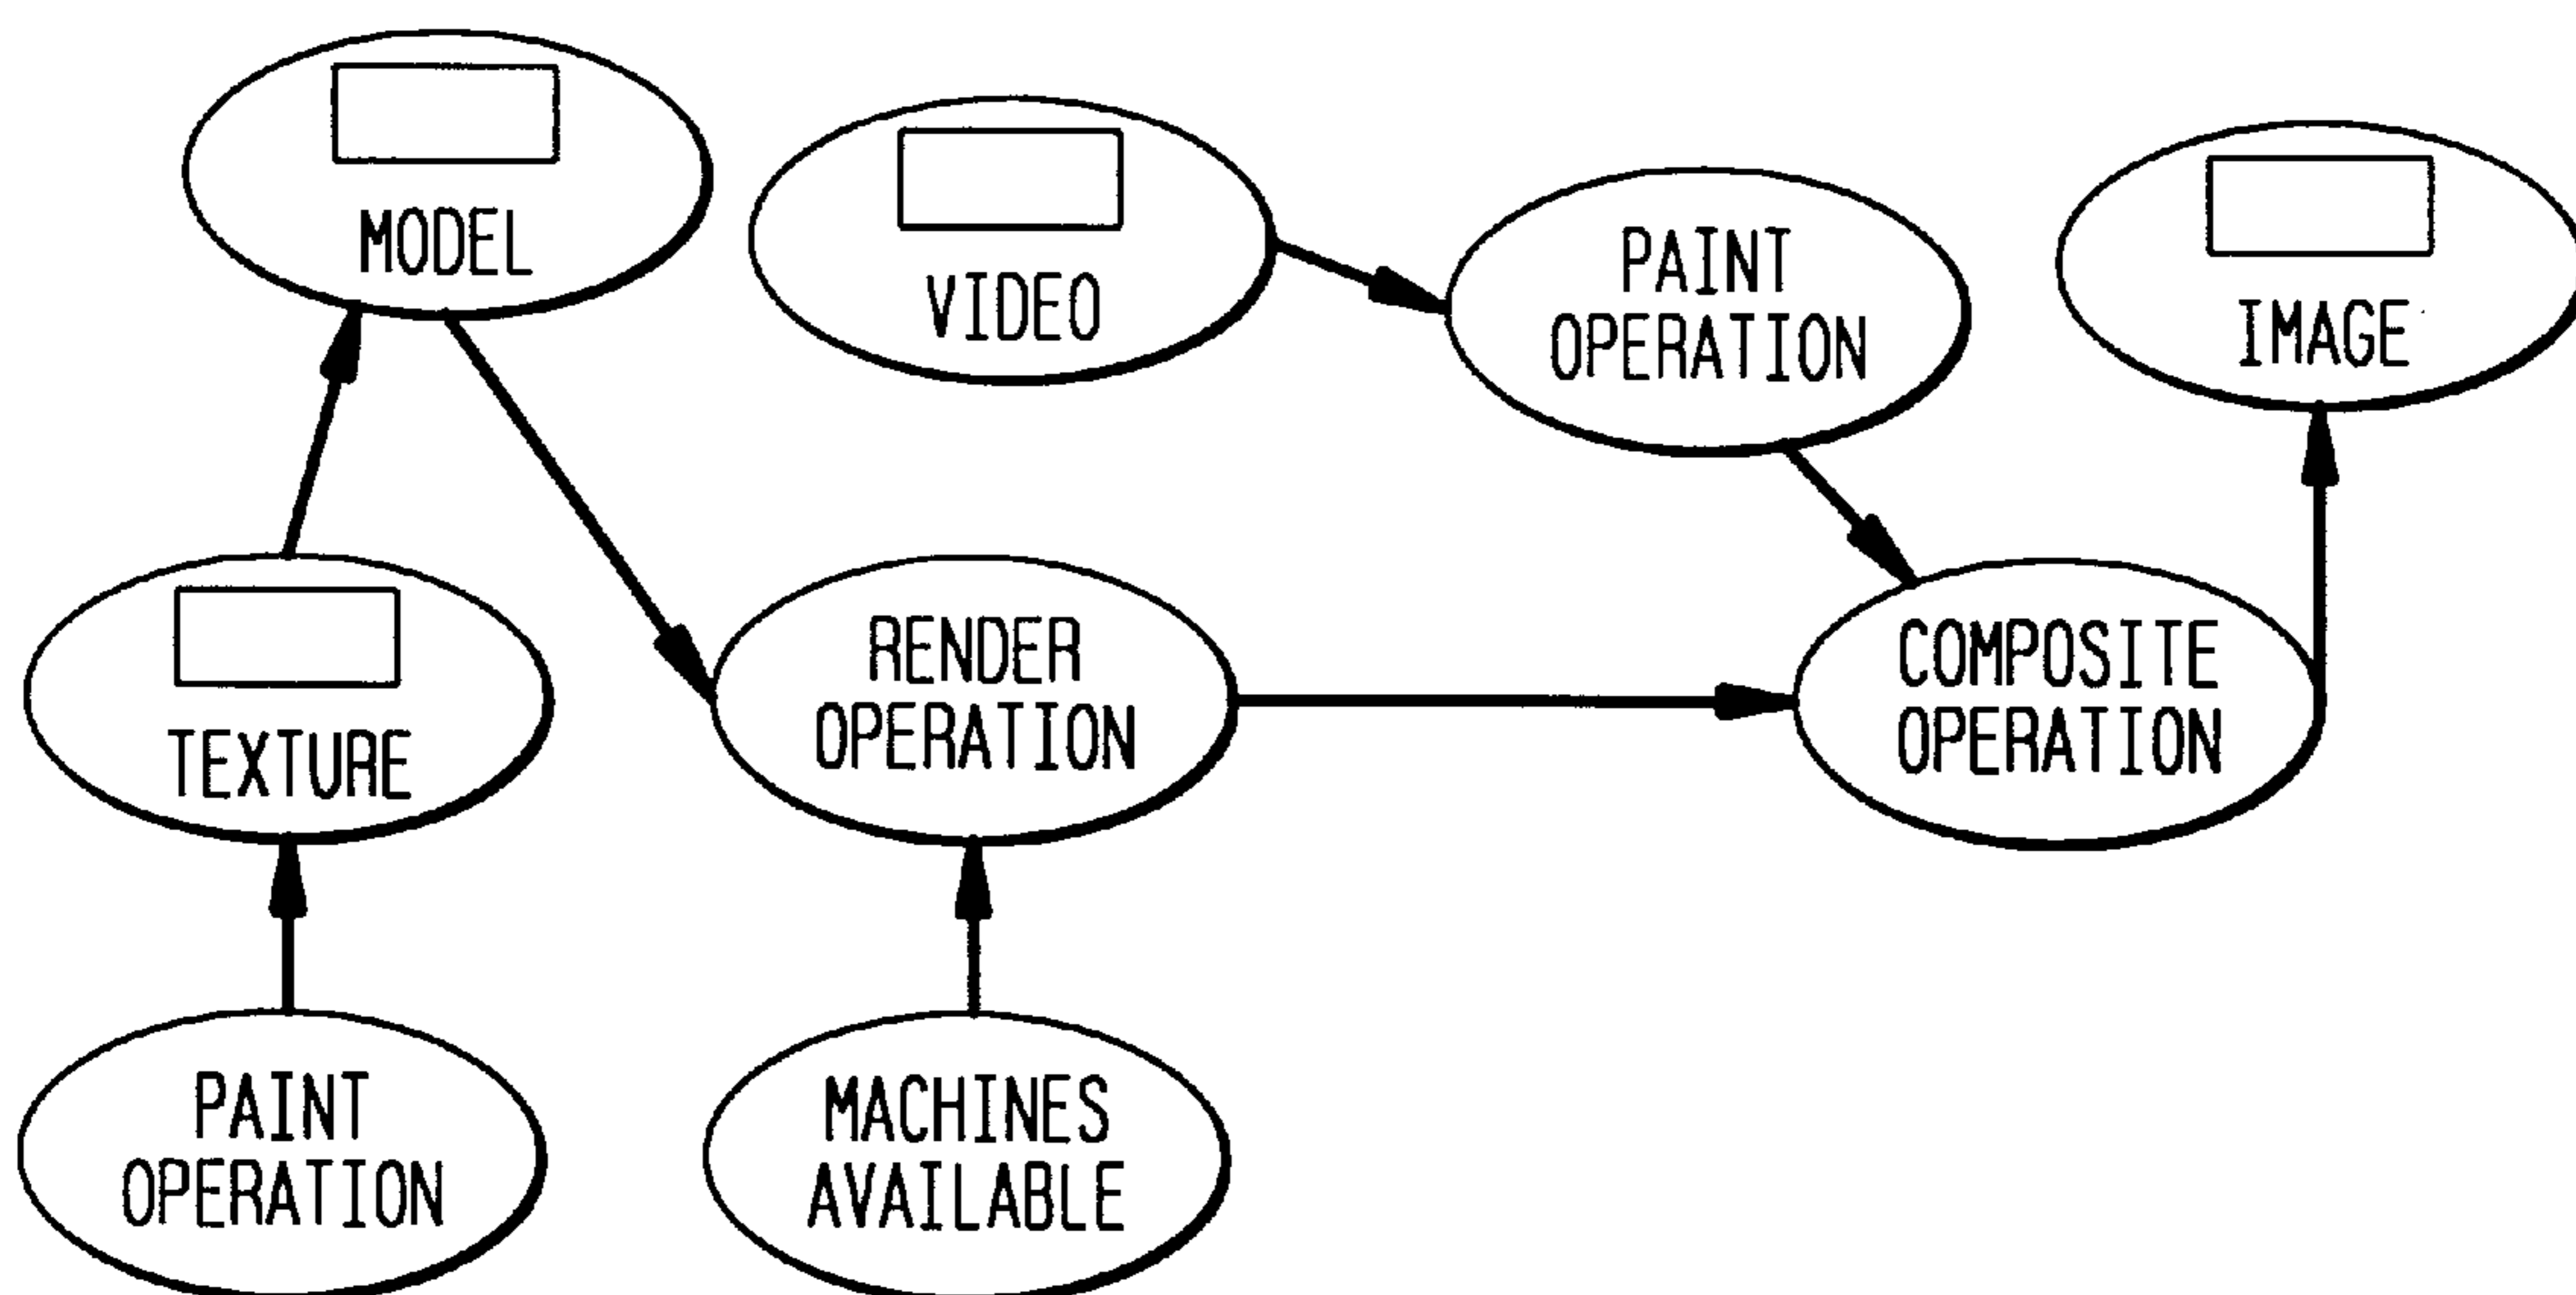 MODEL
VIDEO
PAINT
OPERATION
IMAGE
TEXTURE
RENDER
OPERATION
COMPOSITE
OPERATION
PAINT
OPERATION
MACHINES
AVAILABLE